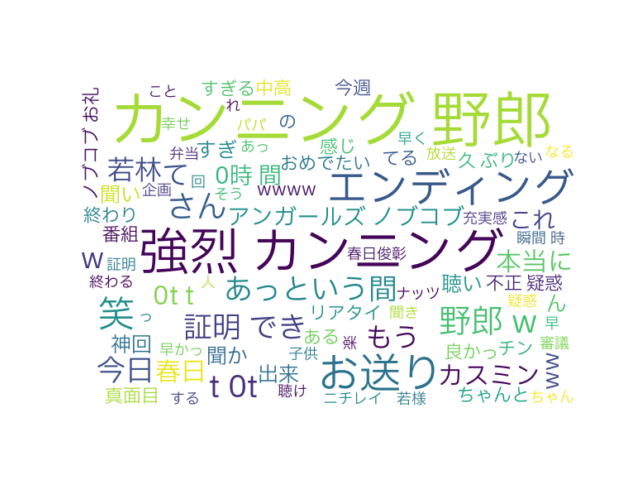 ノブコブ お礼
こと
すぎる
中高
今週
れ
カンニング 野郎
幸せ
パパ
の
弁当
すぎ
あっ
感じ
早く
放送
ない
なる
若林
て
回
0時 間
おめでたい
てる
久 ぶり
聞い
企画
そう
wwww
エンディング
終わり
さん
アンガールズ
ノブコブ
充実感
これ
番組
強烈 カンニング
春日俊彰
瞬間 時
w
証明
本当に
終わる
0t t
人
あっという間
ナッツ
聴い
不正 疑惑
笑
っ
リアタイ
聞き
疑惑
ん
証明 でき
ある
もう
野郎 w
早
神回
早かっ
聞か
子供
良かっ
チン
審議
今日
春日
出来
お送り
カスミン
ww
真面目
する
t 0t
聴け
ニチレイ
若様
ちゃんと
ちゃん